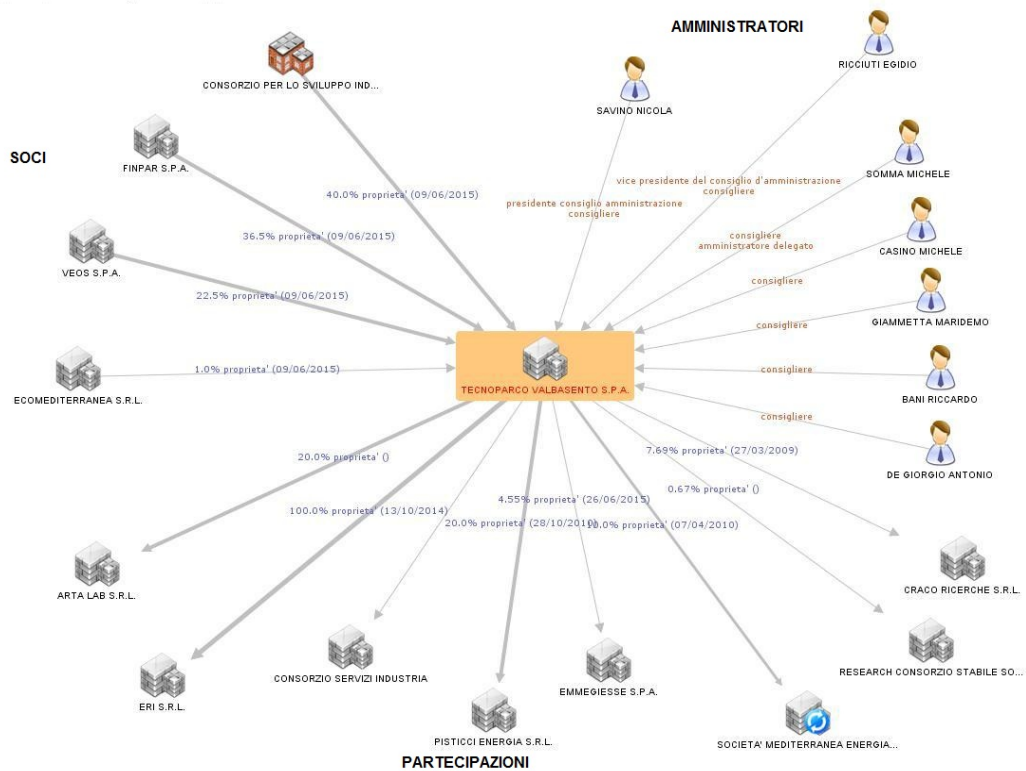 AMMINISTRATORI
RICCIUTI EGIDIO
CONSORZIO PER LO SVILUPPO IND...
SAVINO NICOLA
SOCI
FINPAR S.P.A.
SOMMA MICHELE
vice presidente del consiglio d'amministrazione
consigliere
40.0% proprieta' (09/06/2015)
presidente consiglio amministrazione
consigliere
36.5% proprieta' (09/06/2015)
consigliere
amministratore delegato
CASINO MICHELE
VEOS S.P.A.
consigliere
22.5% proprieta' (09/06/2015)
GIAMMETTA MARIDEMO
consigliere
1.0% proprieta' (09/06/2015)
consigliere
TECNOPARCO VALBASENTO S.P.A.
ECOMEDITERRANEA S.R.L.
BANI RICCARDO
consigliere
7.69% proprieta' (27/03/2009)
20.0% proprieta' ()
DE GIORGIO ANTONIO
0.67% proprieta' ()
4.55% proprieta' (26/06/2015)
100.0% proprieta' (13/10/2014)
20.0% proprieta' (28/10/2010)
10.0% proprieta' (07/04/2010)
CRACO RICERCHE S.R.L.
ARTA LAB S.R.L.
RESEARCH CONSORZIO STABILE SO...
CONSORZIO SERVIZI INDUSTRIA
EMMEGIESSE S.P.A.
ERI S.R.L.
PISTICCI ENERGIA S.R.L.
SOCIETA' MEDITERRANEA ENERGIA...
PARTECIPAZIONI